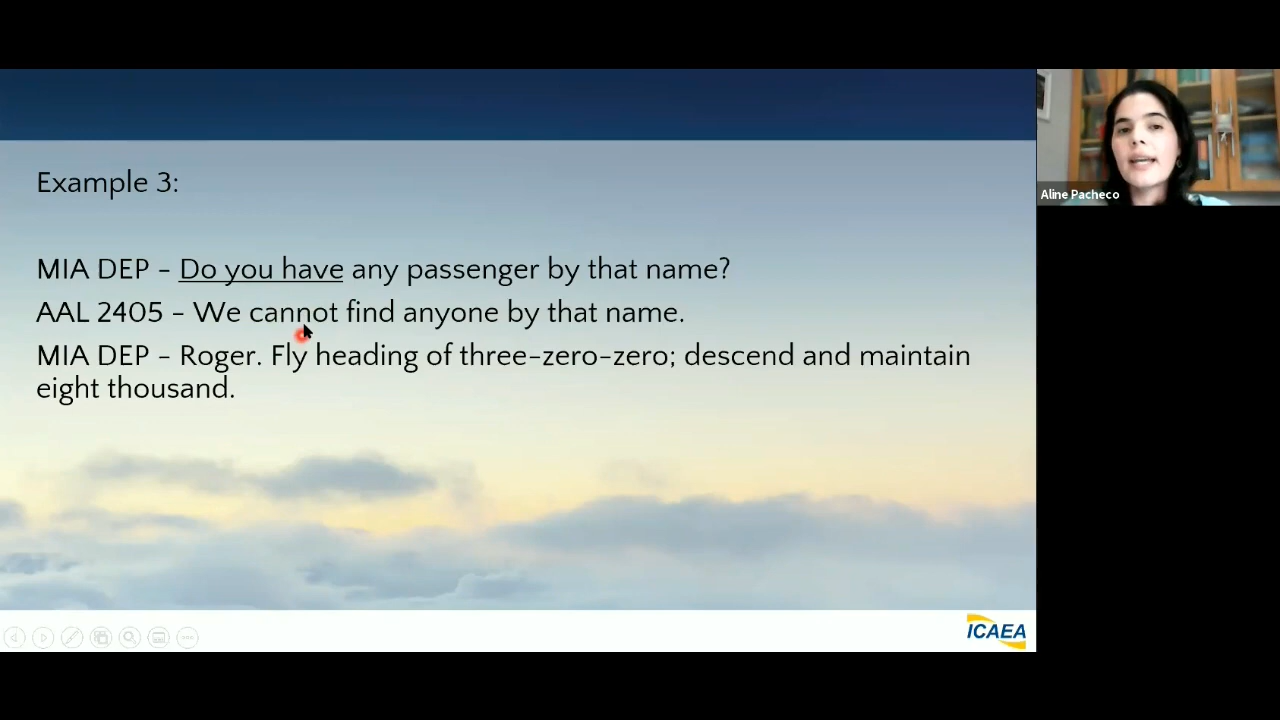 Example 3:
MIA DEP – Do you have any passenger by that name?
AAL 2405 – We cannot find anyone by that name.
MIA DEP – Roger. Fly heading of three-zero-zero; descend and maintain
eight thousand.
Aline Pacheco
ICAEA